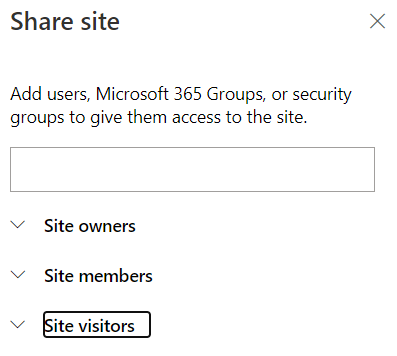 Share site
Add users, Microsoft 365 Groups, or security
groups to give them access to the site.
Site owners
Site members
Site visitors